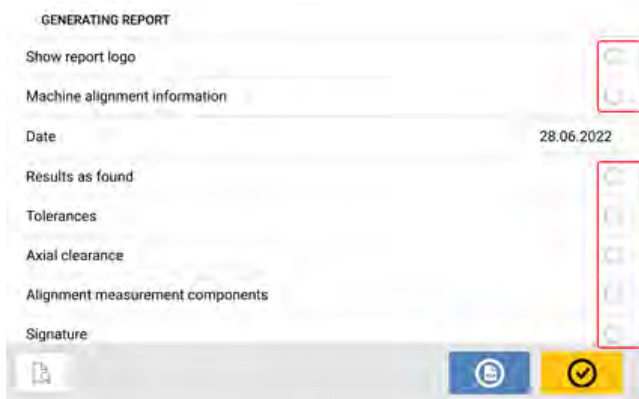 GENERATING REPORT
Show report logo
Machine alignment information
Date 28.06.2022
Results as found
Tolerances
Axial clearance
Alignment measurement components
Signature